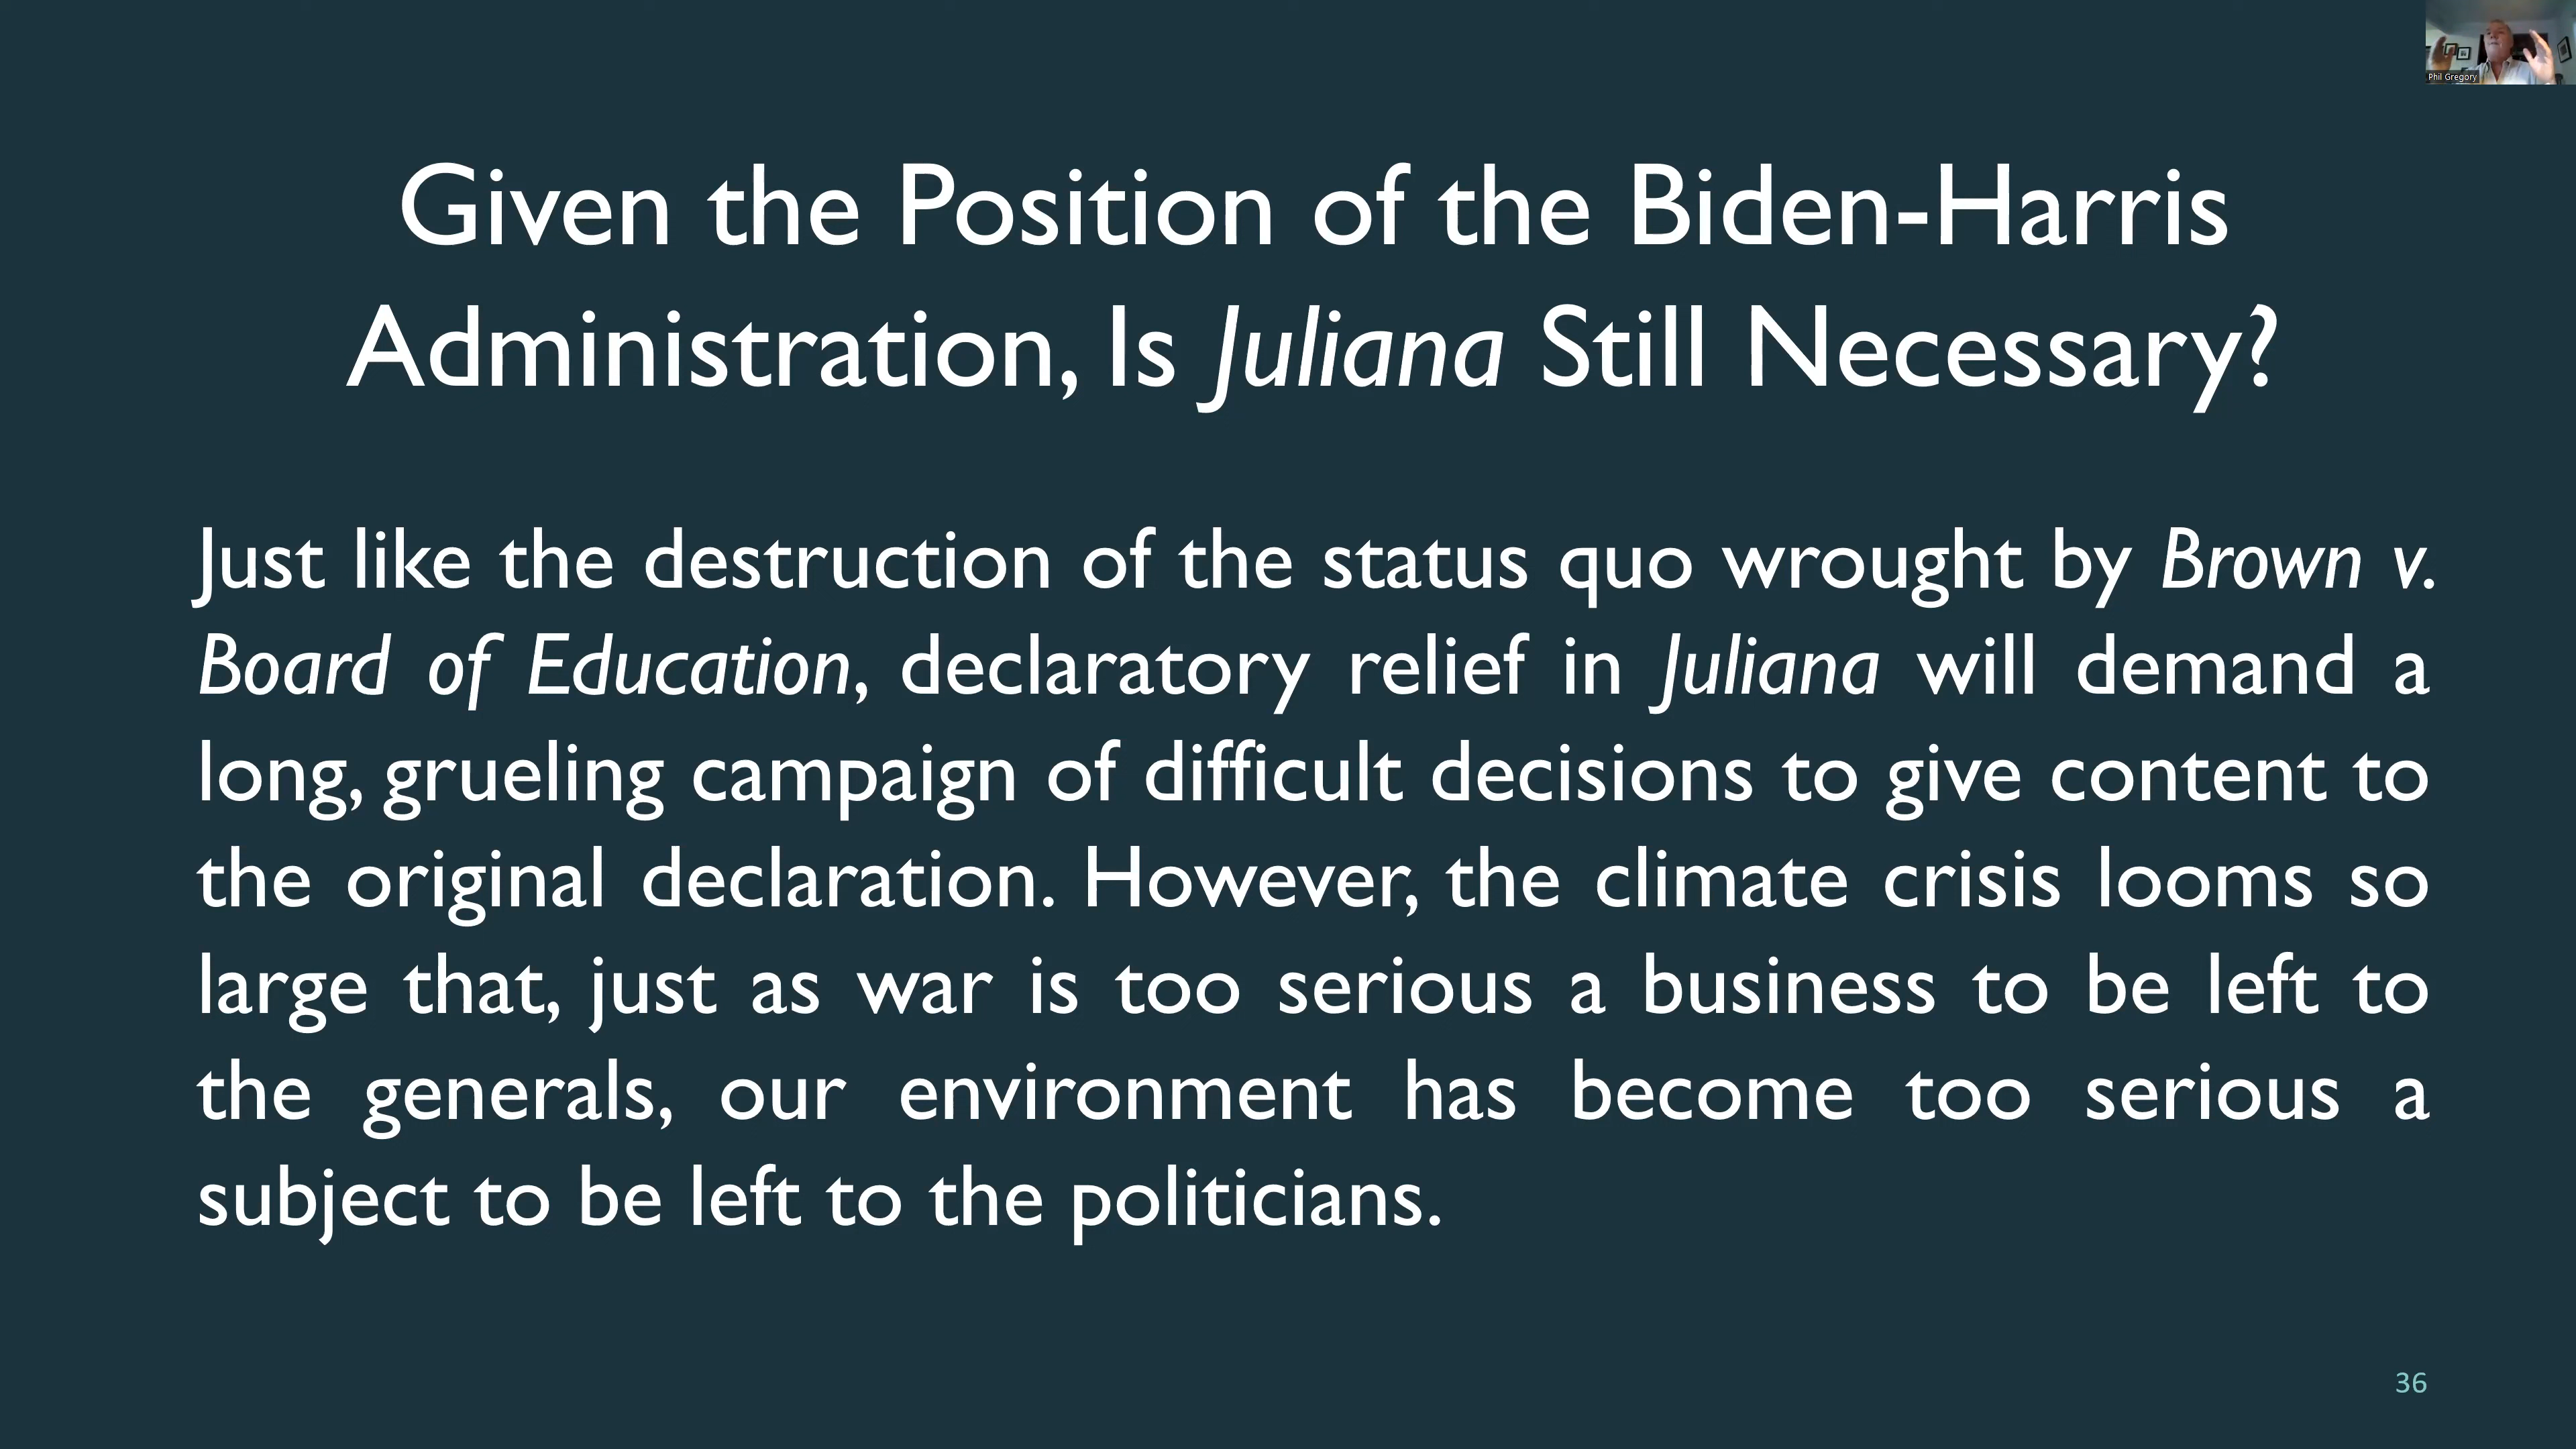 Phil Gregory
Given the Position of the Biden-Harris
Administration, Is Juliana Still Necessary?
Just like the destruction of the status quo wrought by Brown v.
Board of Education, declaratory relief in Juliana will demand a
long, grueling campaign of difficult decisions to give content to
the original declaration. However, the climate crisis looms so
large that, just as war is too serious a business to be left to
the generals, our environment has become too serious a
subject to be left to the politicians.
36